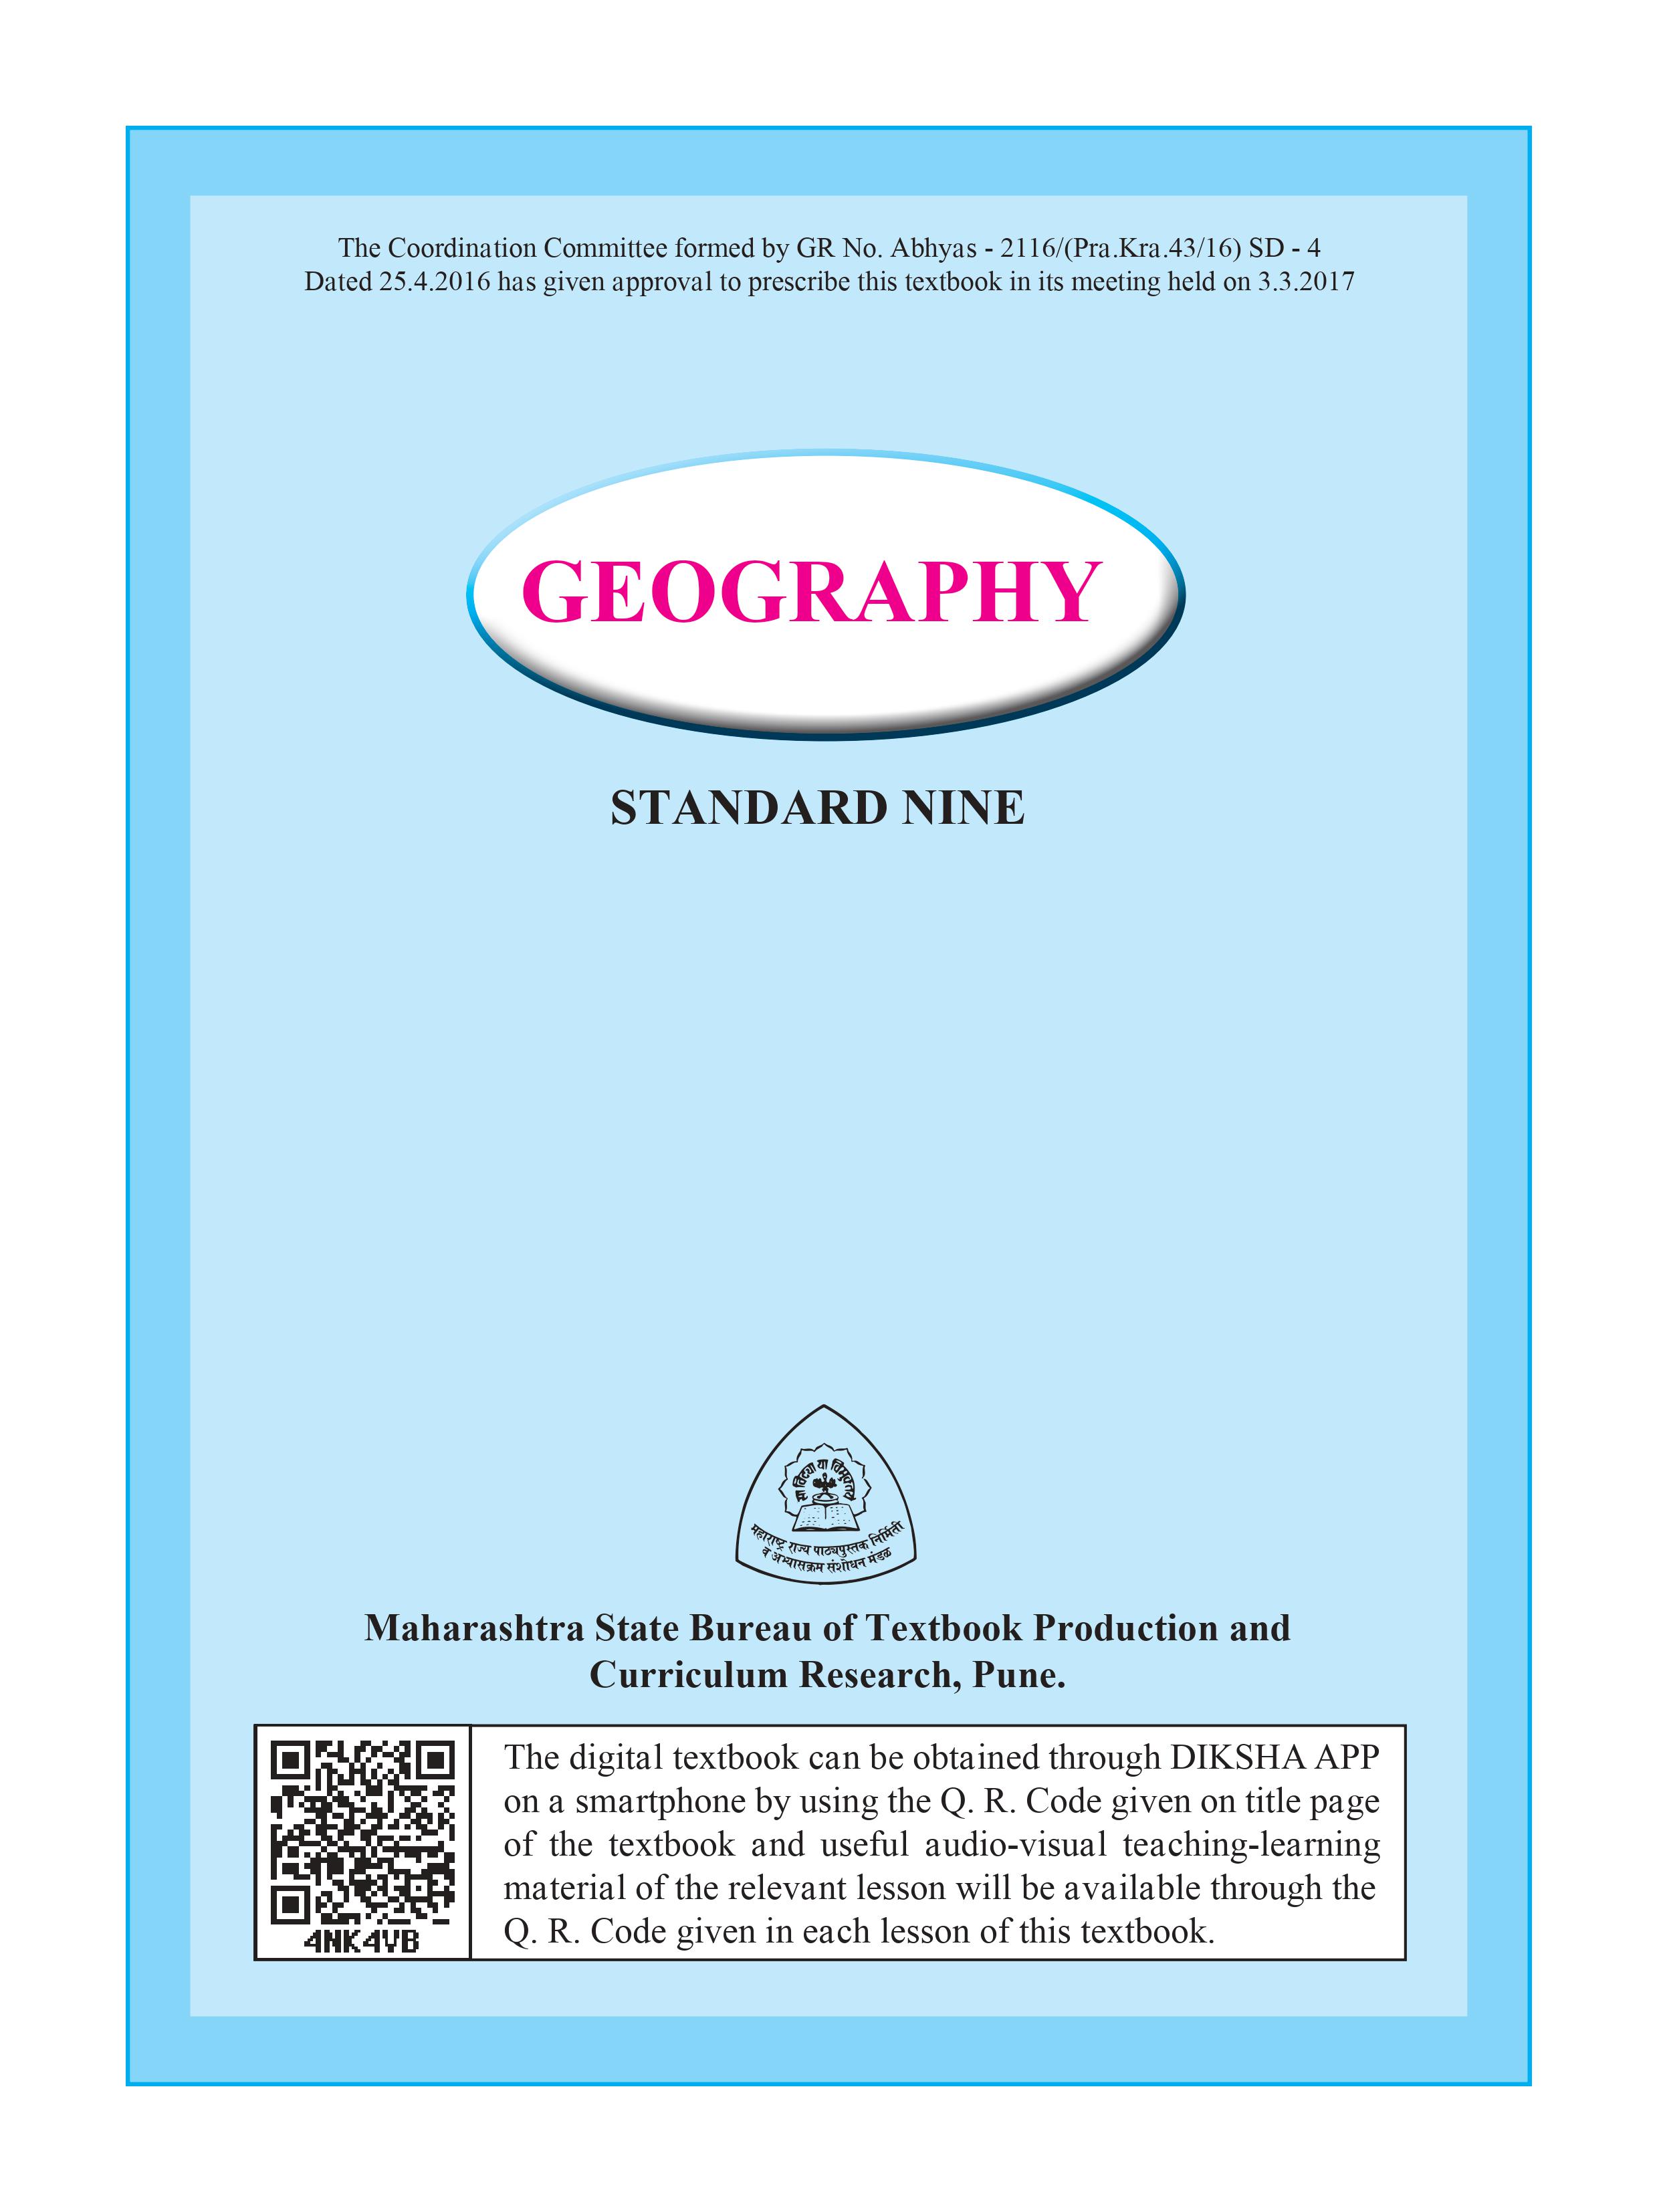 The Coordination Committee formed by GR No. Abhyas - 2116/(Pra.Kra.43/16) SD - 4
Dated 25.4.2016 has given approval to prescribe this textbook in its meeting held on 3.3.2017
GEOGRAPHY
STANDARD NINE
सा विद्या या विमुक्तये
महाराष्ट्र राज्य पाठ्यपुस्तक निर्मिती
व अभ्यासक्रम संशोधन मंडळ
Maharashtra State Bureau of Textbook Production and
Curriculum Research, Pune.
The digital textbook can be obtained through DIKSHA APP
on a smartphone by using the Q. R. Code given on title page
of the textbook and useful audio-visual teaching-learning
material of the relevant lesson will be available through the
Q. R. Code given in each lesson of this textbook.
4NK4VB